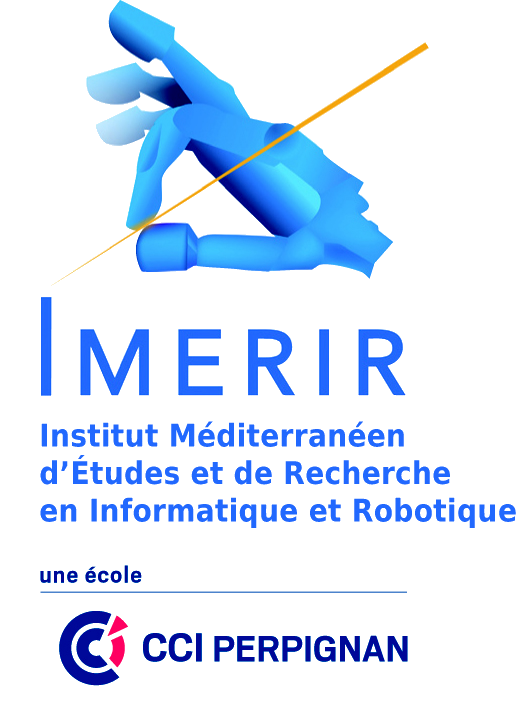 IMERIR
Institut Méditerranéen
d’Études et de Recherche
en Informatique et Robotique
une école
CCI PERPIGNAN